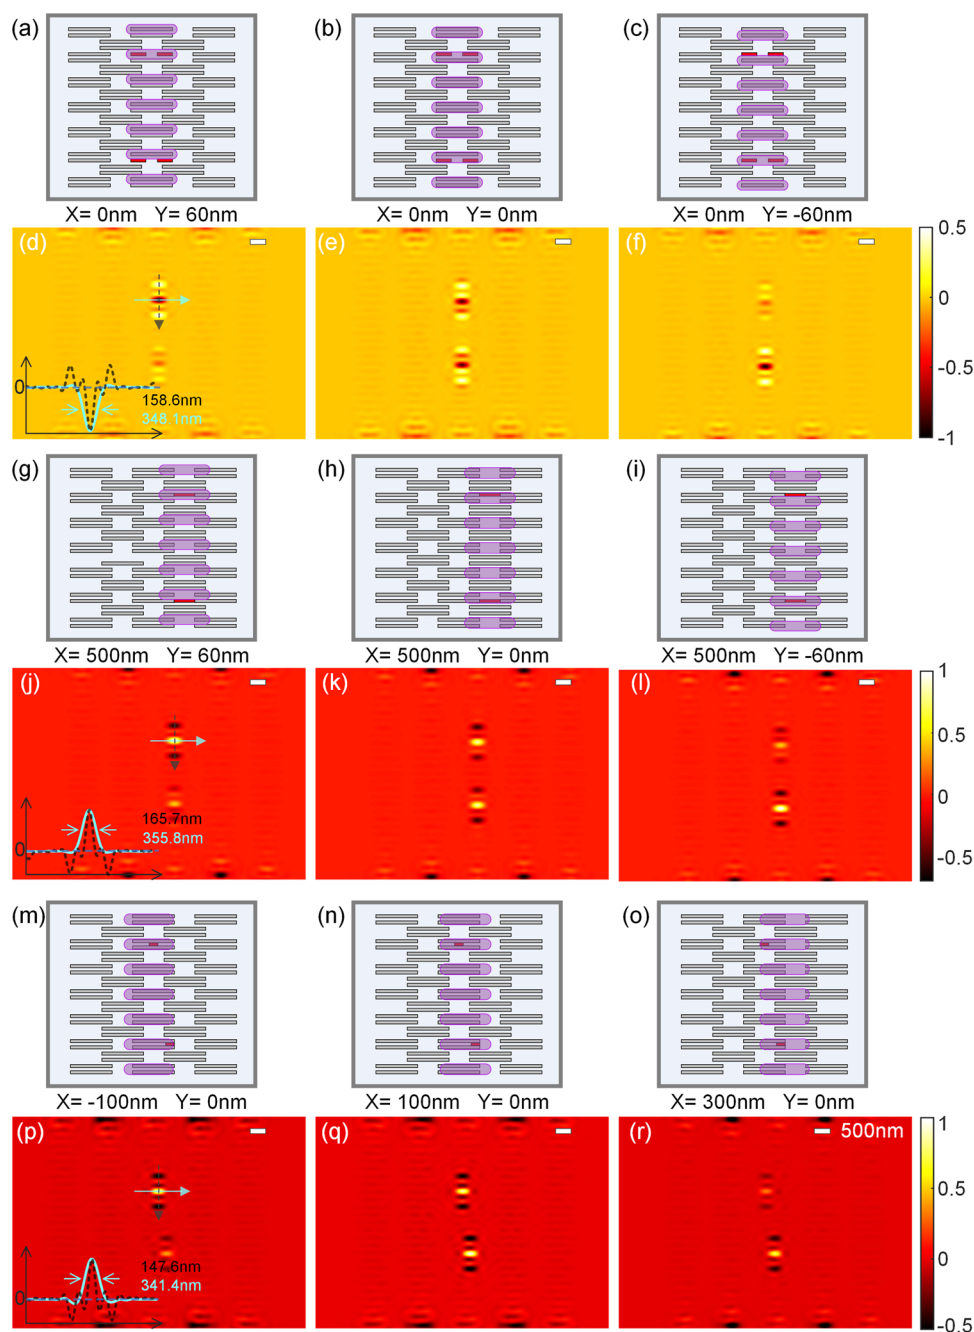 (a) (b) (c)
X= 0nm Y= 60nm X= 0nm Y= 0nm X= 0nm Y= -60nm
(d) (e) (f) 0.5
0
0 158.6nm -0.5
348.1nm
-1
(g) (h) (i)
X= 500nm Y= 60nm X= 500nm Y= 0nm X= 500nm Y= -60nm
(j) (k) (l) 1
0.5
165.7nm 0
0 355.8nm -0.5
(m) (n) (o)
X= -100nm Y= 0nm X= 100nm Y= 0nm X= 300nm Y= 0nm
(p) (q) (r) 500nm 1
0.5
147.6nm 0
341.4nm
0 -0.5